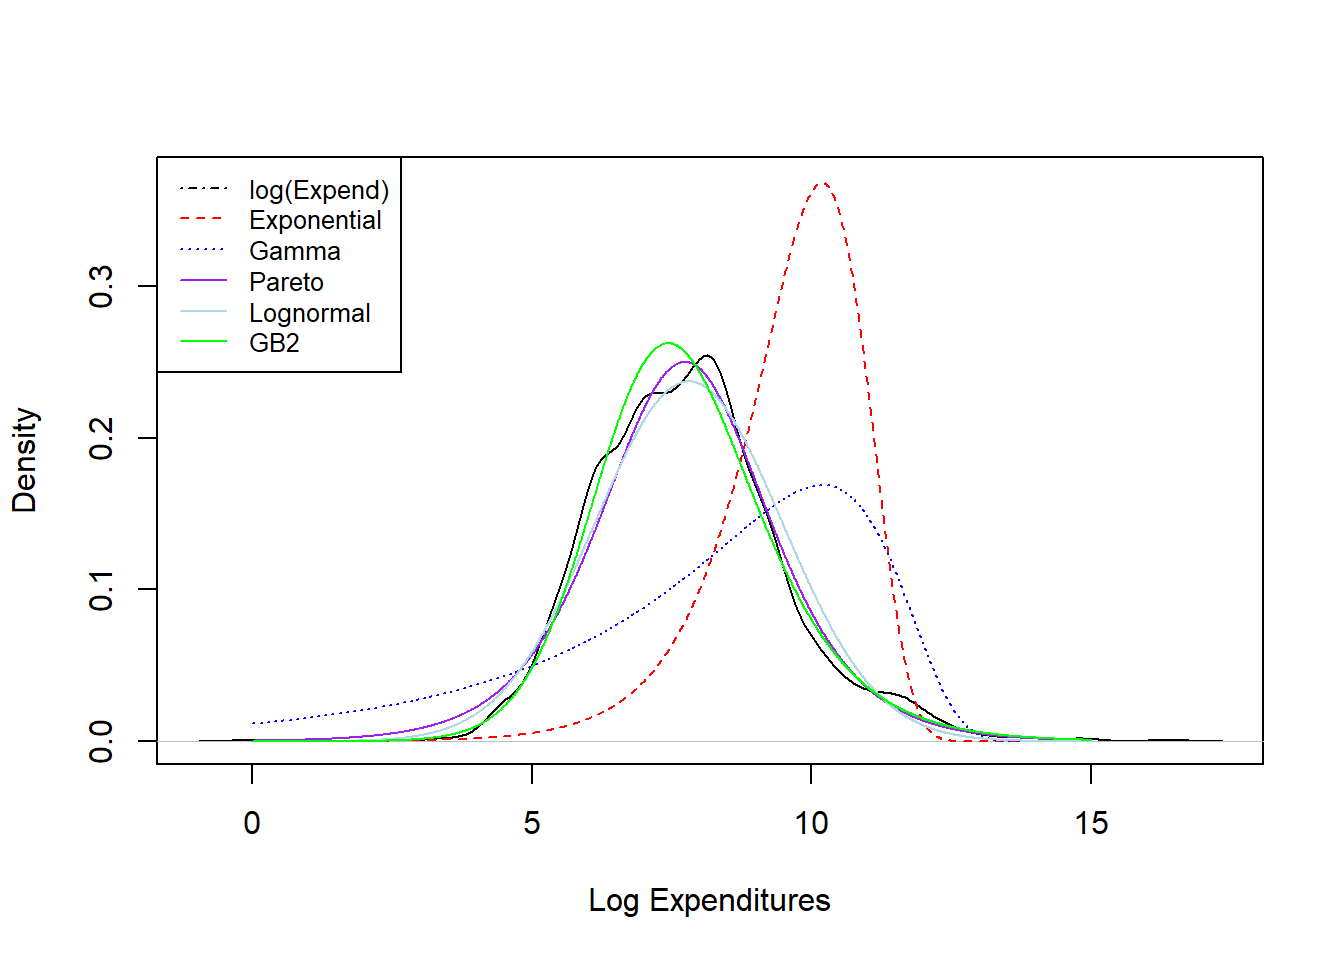 log(Expend)
Exponential
Gamma
Pareto
Lognormal
GB2
Density
0.0
0.1
0.2
0.3
0 5 10 15
Log Expenditures